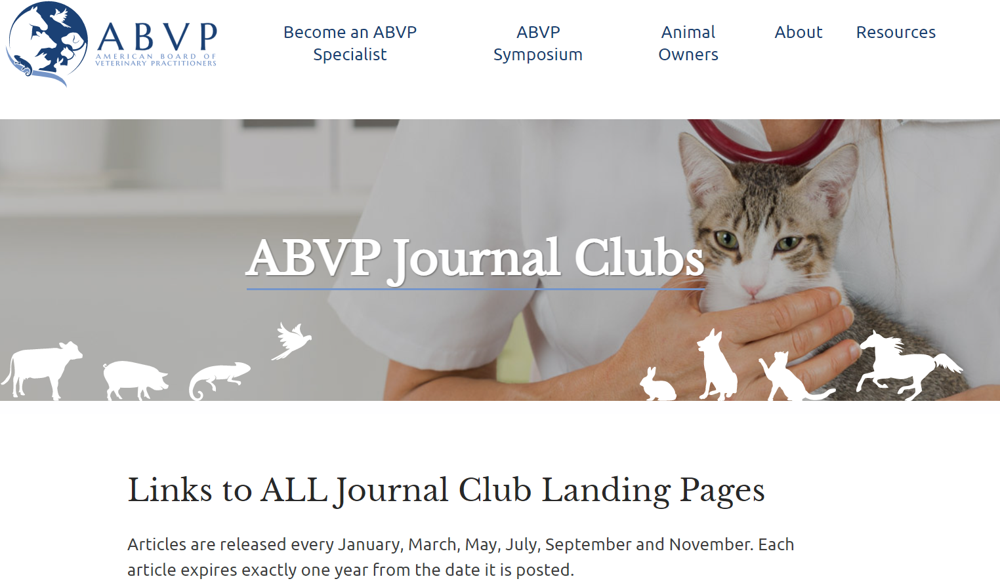 ABVP
AMERICAN BOARD OF
VETERINARY PRACTITIONERS
Become an ABVP
Specialist
ABVP
Symposium
Animal
Owners
About
Resources
ABVP Journal Clubs
Links to ALL Journal Club Landing Pages
Articles are released every January, March, May, July, September and November. Each
article expires exactly one year from the date it is posted.